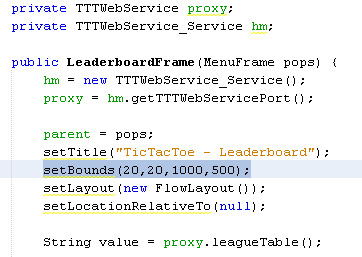 private TTTWebService proxy;
private TTTWebService_Service hm;
public LeaderboardFrame(MenuFrame pops) {
hm = new TTTWebService_Service();
proxy = hm.getTTTWebServicePort();
parent = pops;
setTitle("TicTacToe - Leaderboard");
setBounds(20,20,1000,500);
setLayout(new FlowLayout());
setLocationRelativeTo(null);
String value = proxy.leagueTable();